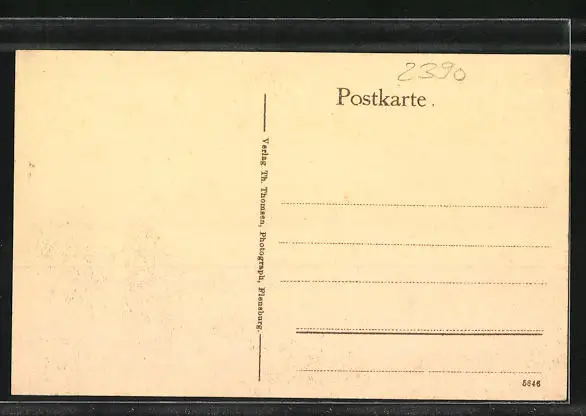 2390
Postkarte.
Verlag Th. Thomsen, Photograph, Flensburg.
5646